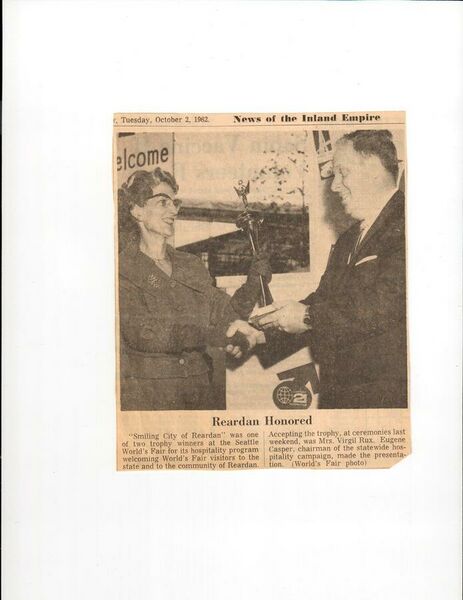 r, Tuesday, October 2, 1962. News of the Inland Empire
elcome
21
Reardan Honored
"Smiling City of Reardan" was one
of two trophy winners at the Seattle
World's Fair for its hospitality program
welcoming World's Fair visitors to the
state and to the community of Reardan.
Accepting the trophy, at ceremonies last
weekend, was Mrs. Virgil Rux. Eugene
Casper, chairman of the statewide hos-
pitality campaign, made the presenta-
tion. (World's Fair photo)